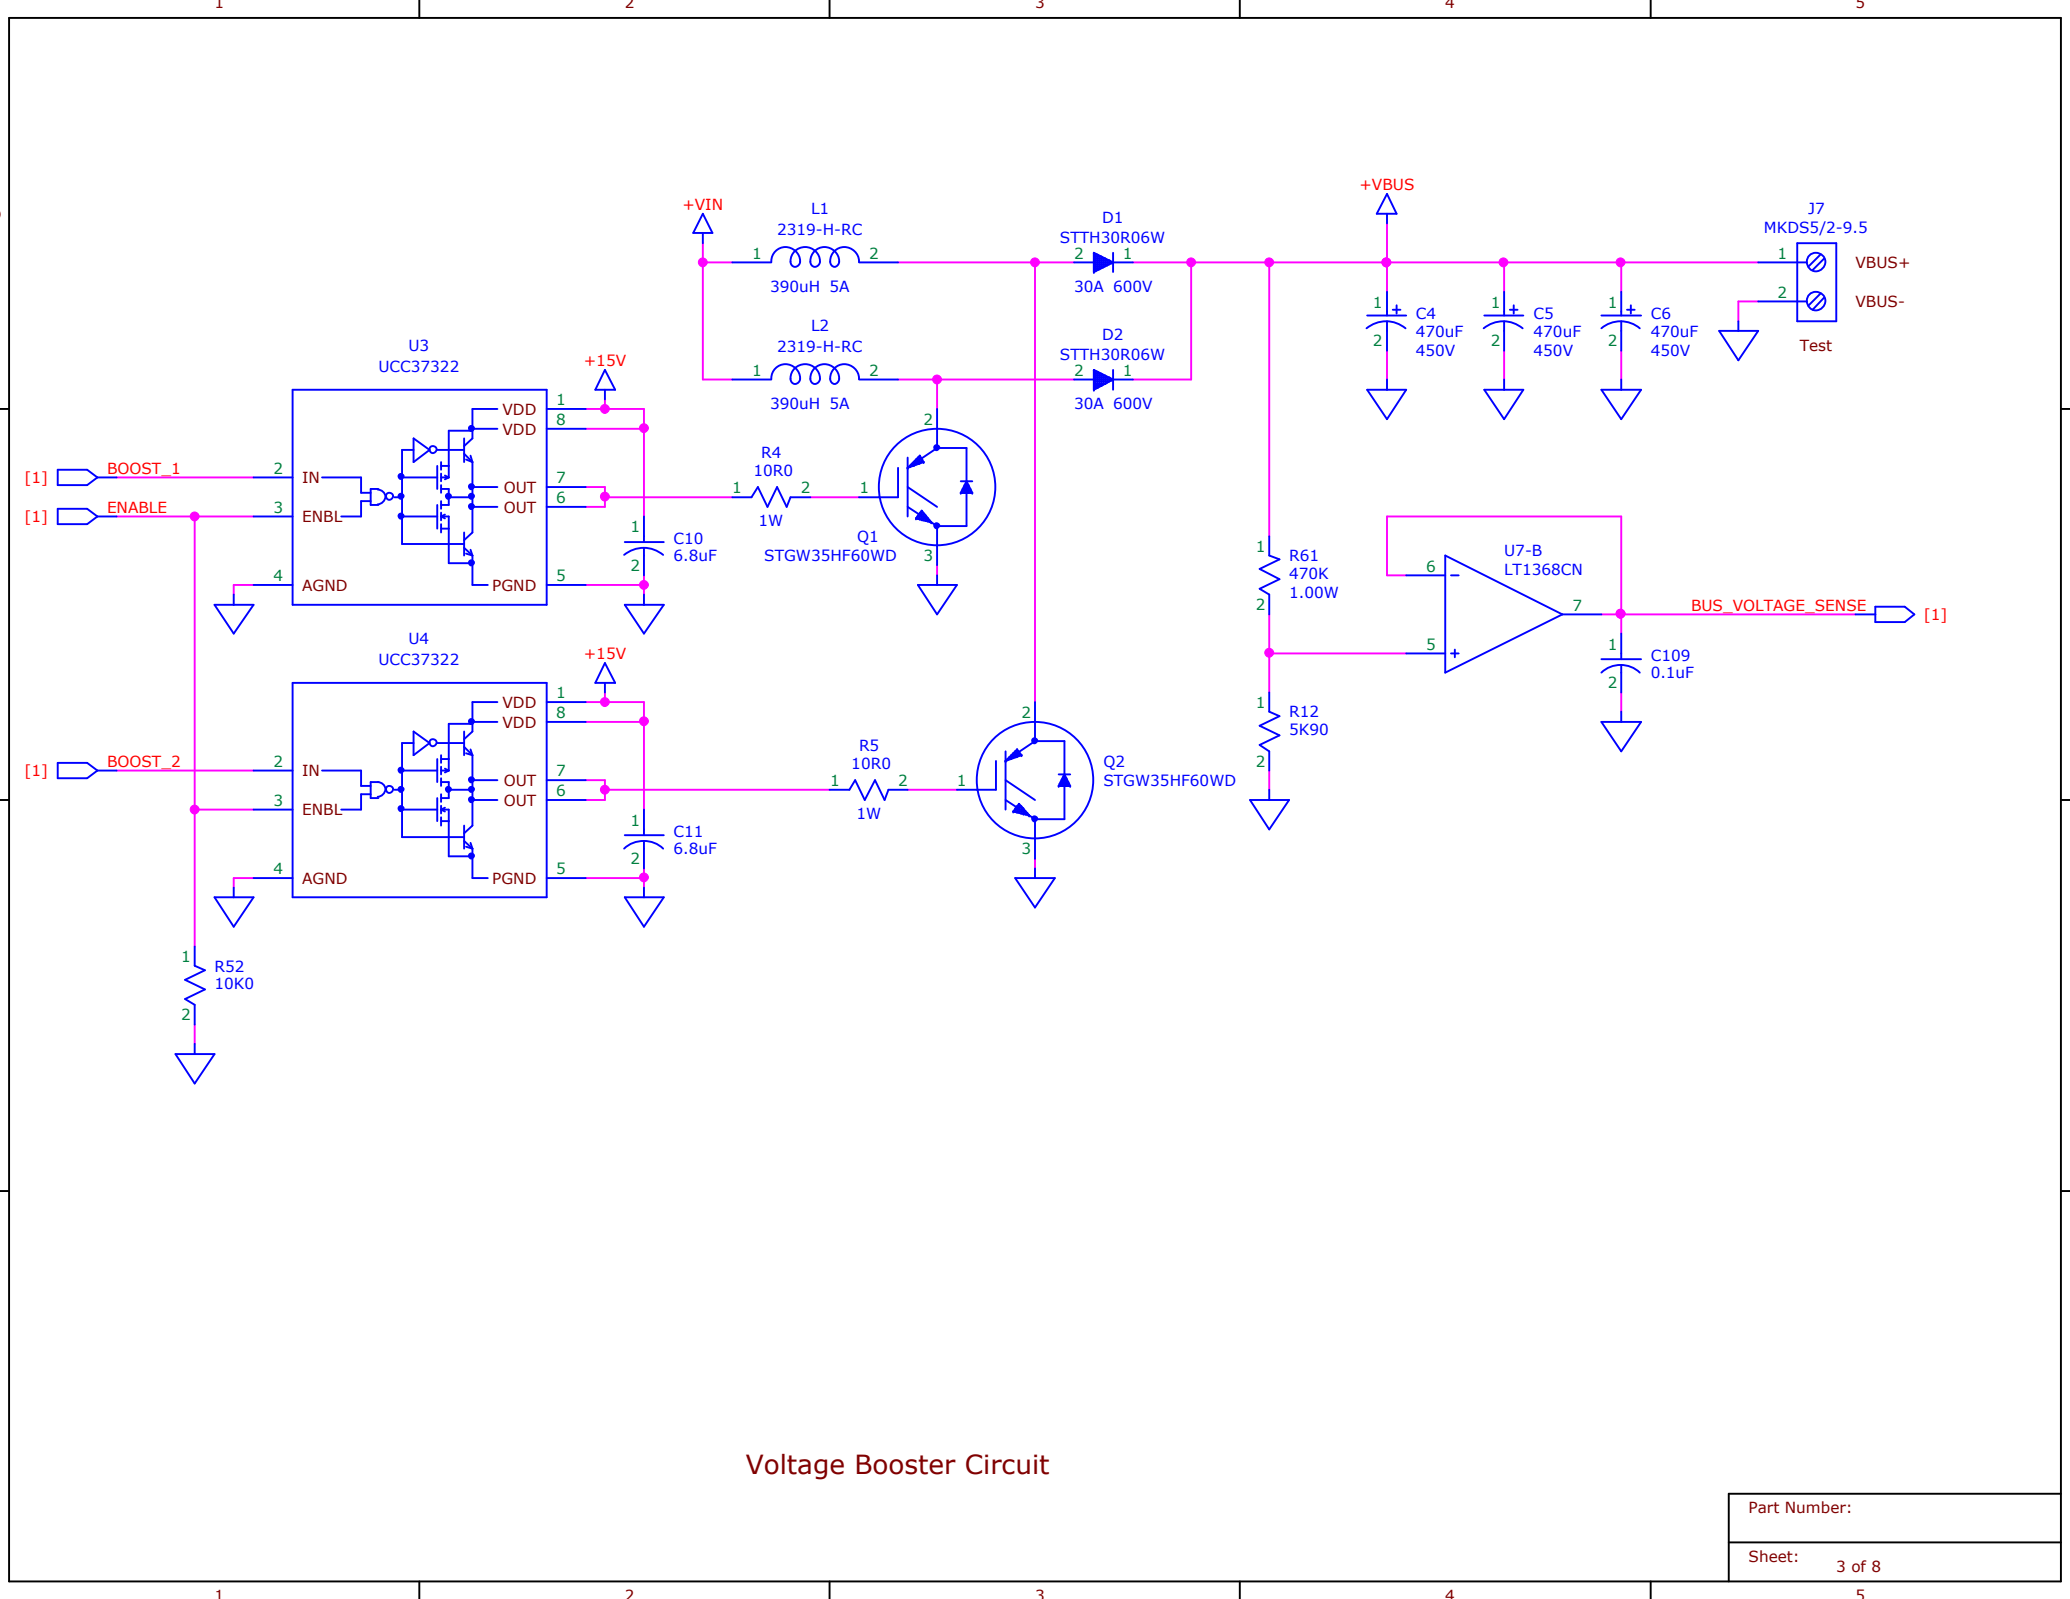 1 2 3 4 5
+VBUS
+VIN
L1
2319-H-RC
1 2
390uH 5A
D1
STTH30R06W
2 1
30A 600V
J7
MKDS5/2-9.5
1 VBUS+
2 VBUS-
Test
L2
2319-H-RC
1 2
390uH 5A
D2
STTH30R06W
2 1
30A 600V
1 + C4
470uF
2 450V
1 + C5
470uF
2 450V
1 + C6
470uF
2 450V
U3
UCC37322
+15V
VDD 1
VDD 8
[1] BOOST_1 2 IN
OUT 7
OUT 6
[1] ENABLE 3 ENBL
4 AGND
PGND 5
1 C10
6.8uF
2
R4
10R0
1 2
1W
2
1
3
Q1
STGW35HF60WD
1 R61
470K
2 1.00W
U7-B
LT1368CN
6 -
5 +
7 BUS_VOLTAGE_SENSE [1]
1 C109
0.1uF
2
1 R12
5K90
2
U4
UCC37322
+15V
VDD 1
VDD 8
[1] BOOST_2 2 IN
OUT 7
OUT 6
3 ENBL
4 AGND
PGND 5
1 C11
6.8uF
2
R5
10R0
1 2
1W
2
1
3
Q2
STGW35HF60WD
1 R52
10K0
2
Voltage Booster Circuit
Part Number:
Sheet: 3 of 8
1 2 3 4 5